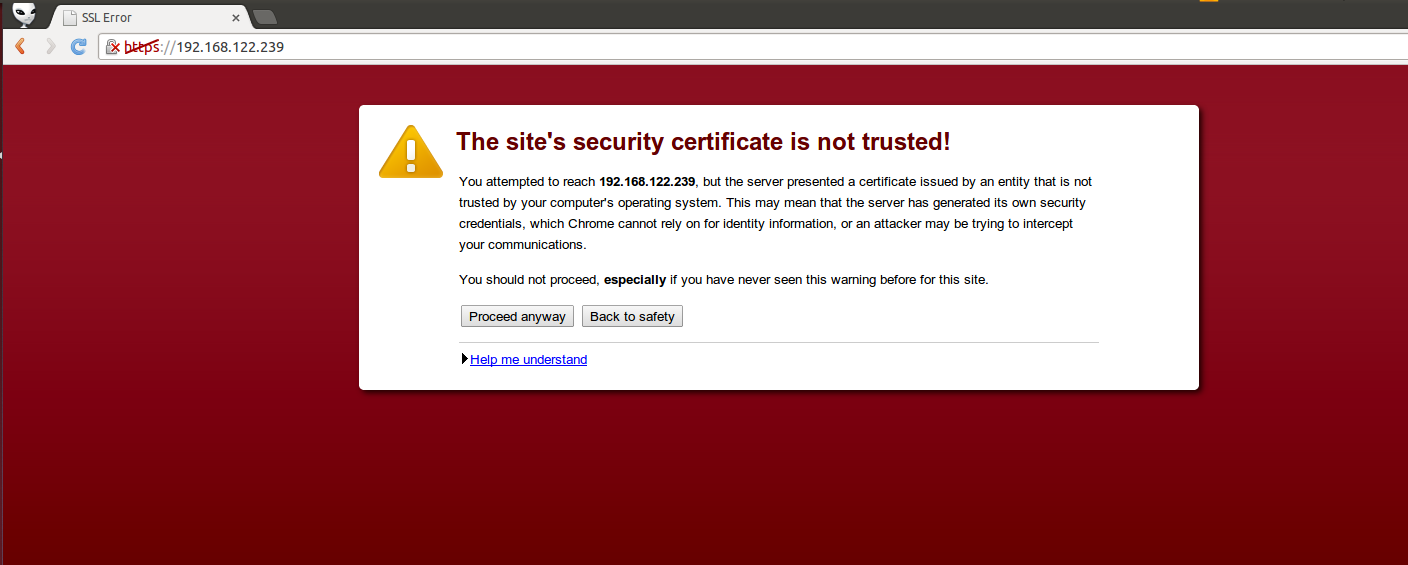 SSL Error
https://192.168.122.239
The site's security certificate is not trusted!
You attempted to reach 192.168.122.239, but the server presented a certificate issued by an entity that is not
trusted by your computer's operating system. This may mean that the server has generated its own security
credentials, which Chrome cannot rely on for identity information, or an attacker may be trying to intercept
your communications.
You should not proceed, especially if you have never seen this warning before for this site.
Proceed anyway Back to safety
Help me understand